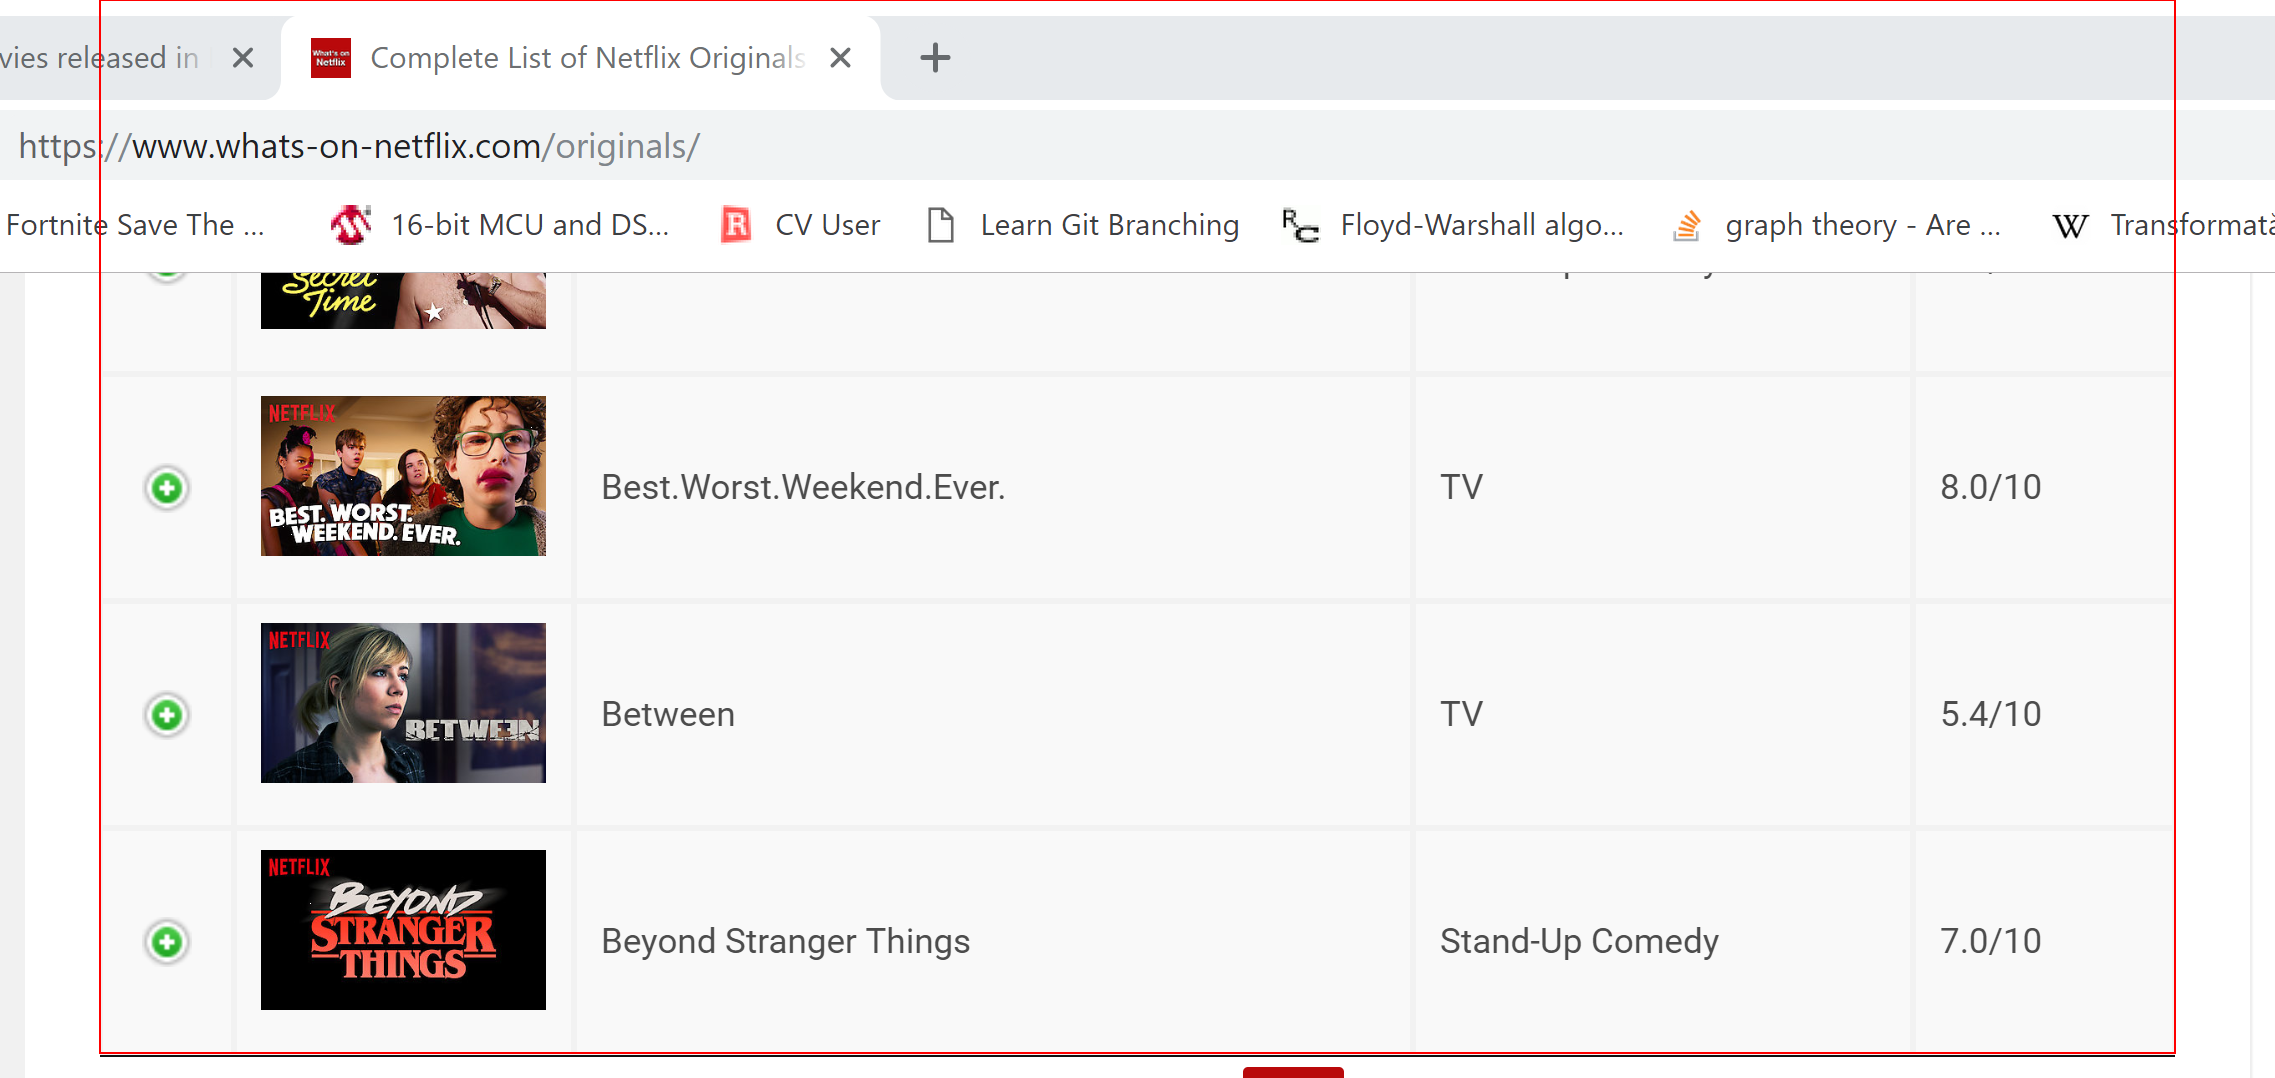 vies released in
What's on
Netflix
Complete List of Netflix Originals
https://www.whats-on-netflix.com/originals/
Fortnite Save The ...
16-bit MCU and DS...
CV User
Learn Git Branching
Floyd-Warshall algo...
graph theory - Are ...
W
Transformată
Secret
Time
NETFLIX
BEST. WORST.
WEEKEND. EVER.
Best.Worst.Weekend.Ever.
TV
8.0/10
NETFLIX
BETWEEN
Between
TV
5.4/10
NETFLIX
BEYOND
STRANGER
THINGS
Beyond Stranger Things
Stand-Up Comedy
7.0/10